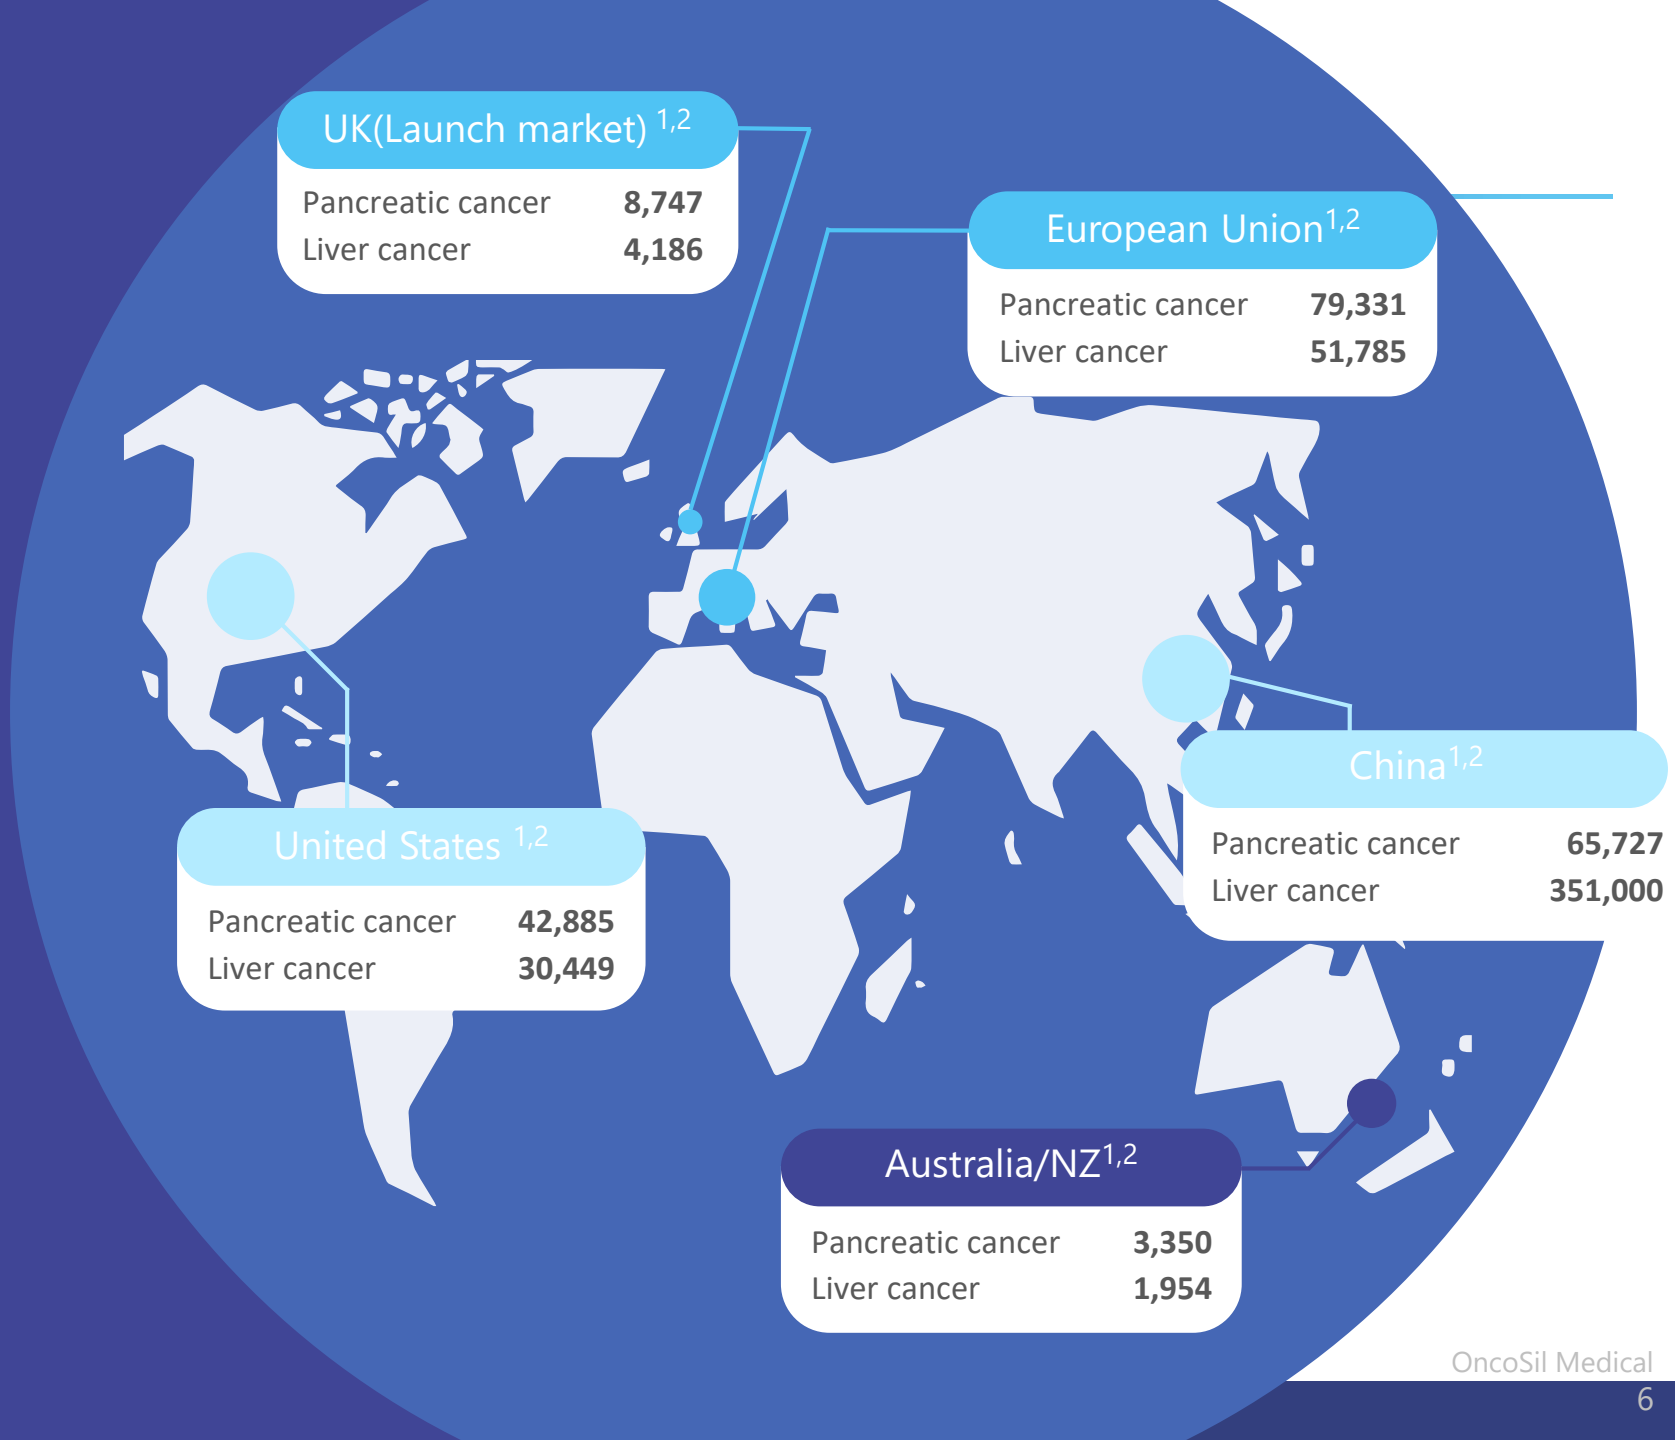 UK(Launch market) 1,2
Pancreatic cancer 8,747
Liver cancer 4,186
European Union1,2
Pancreatic cancer 79,331
Liver cancer 51,785
China1,2
Pancreatic cancer 65,727
Liver cancer 351,000
United States 1,2
Pancreatic cancer 42,885
Liver cancer 30,449
Australia/NZ1,2
Pancreatic cancer 3,350
Liver cancer 1,954
OncoSil Medical
6